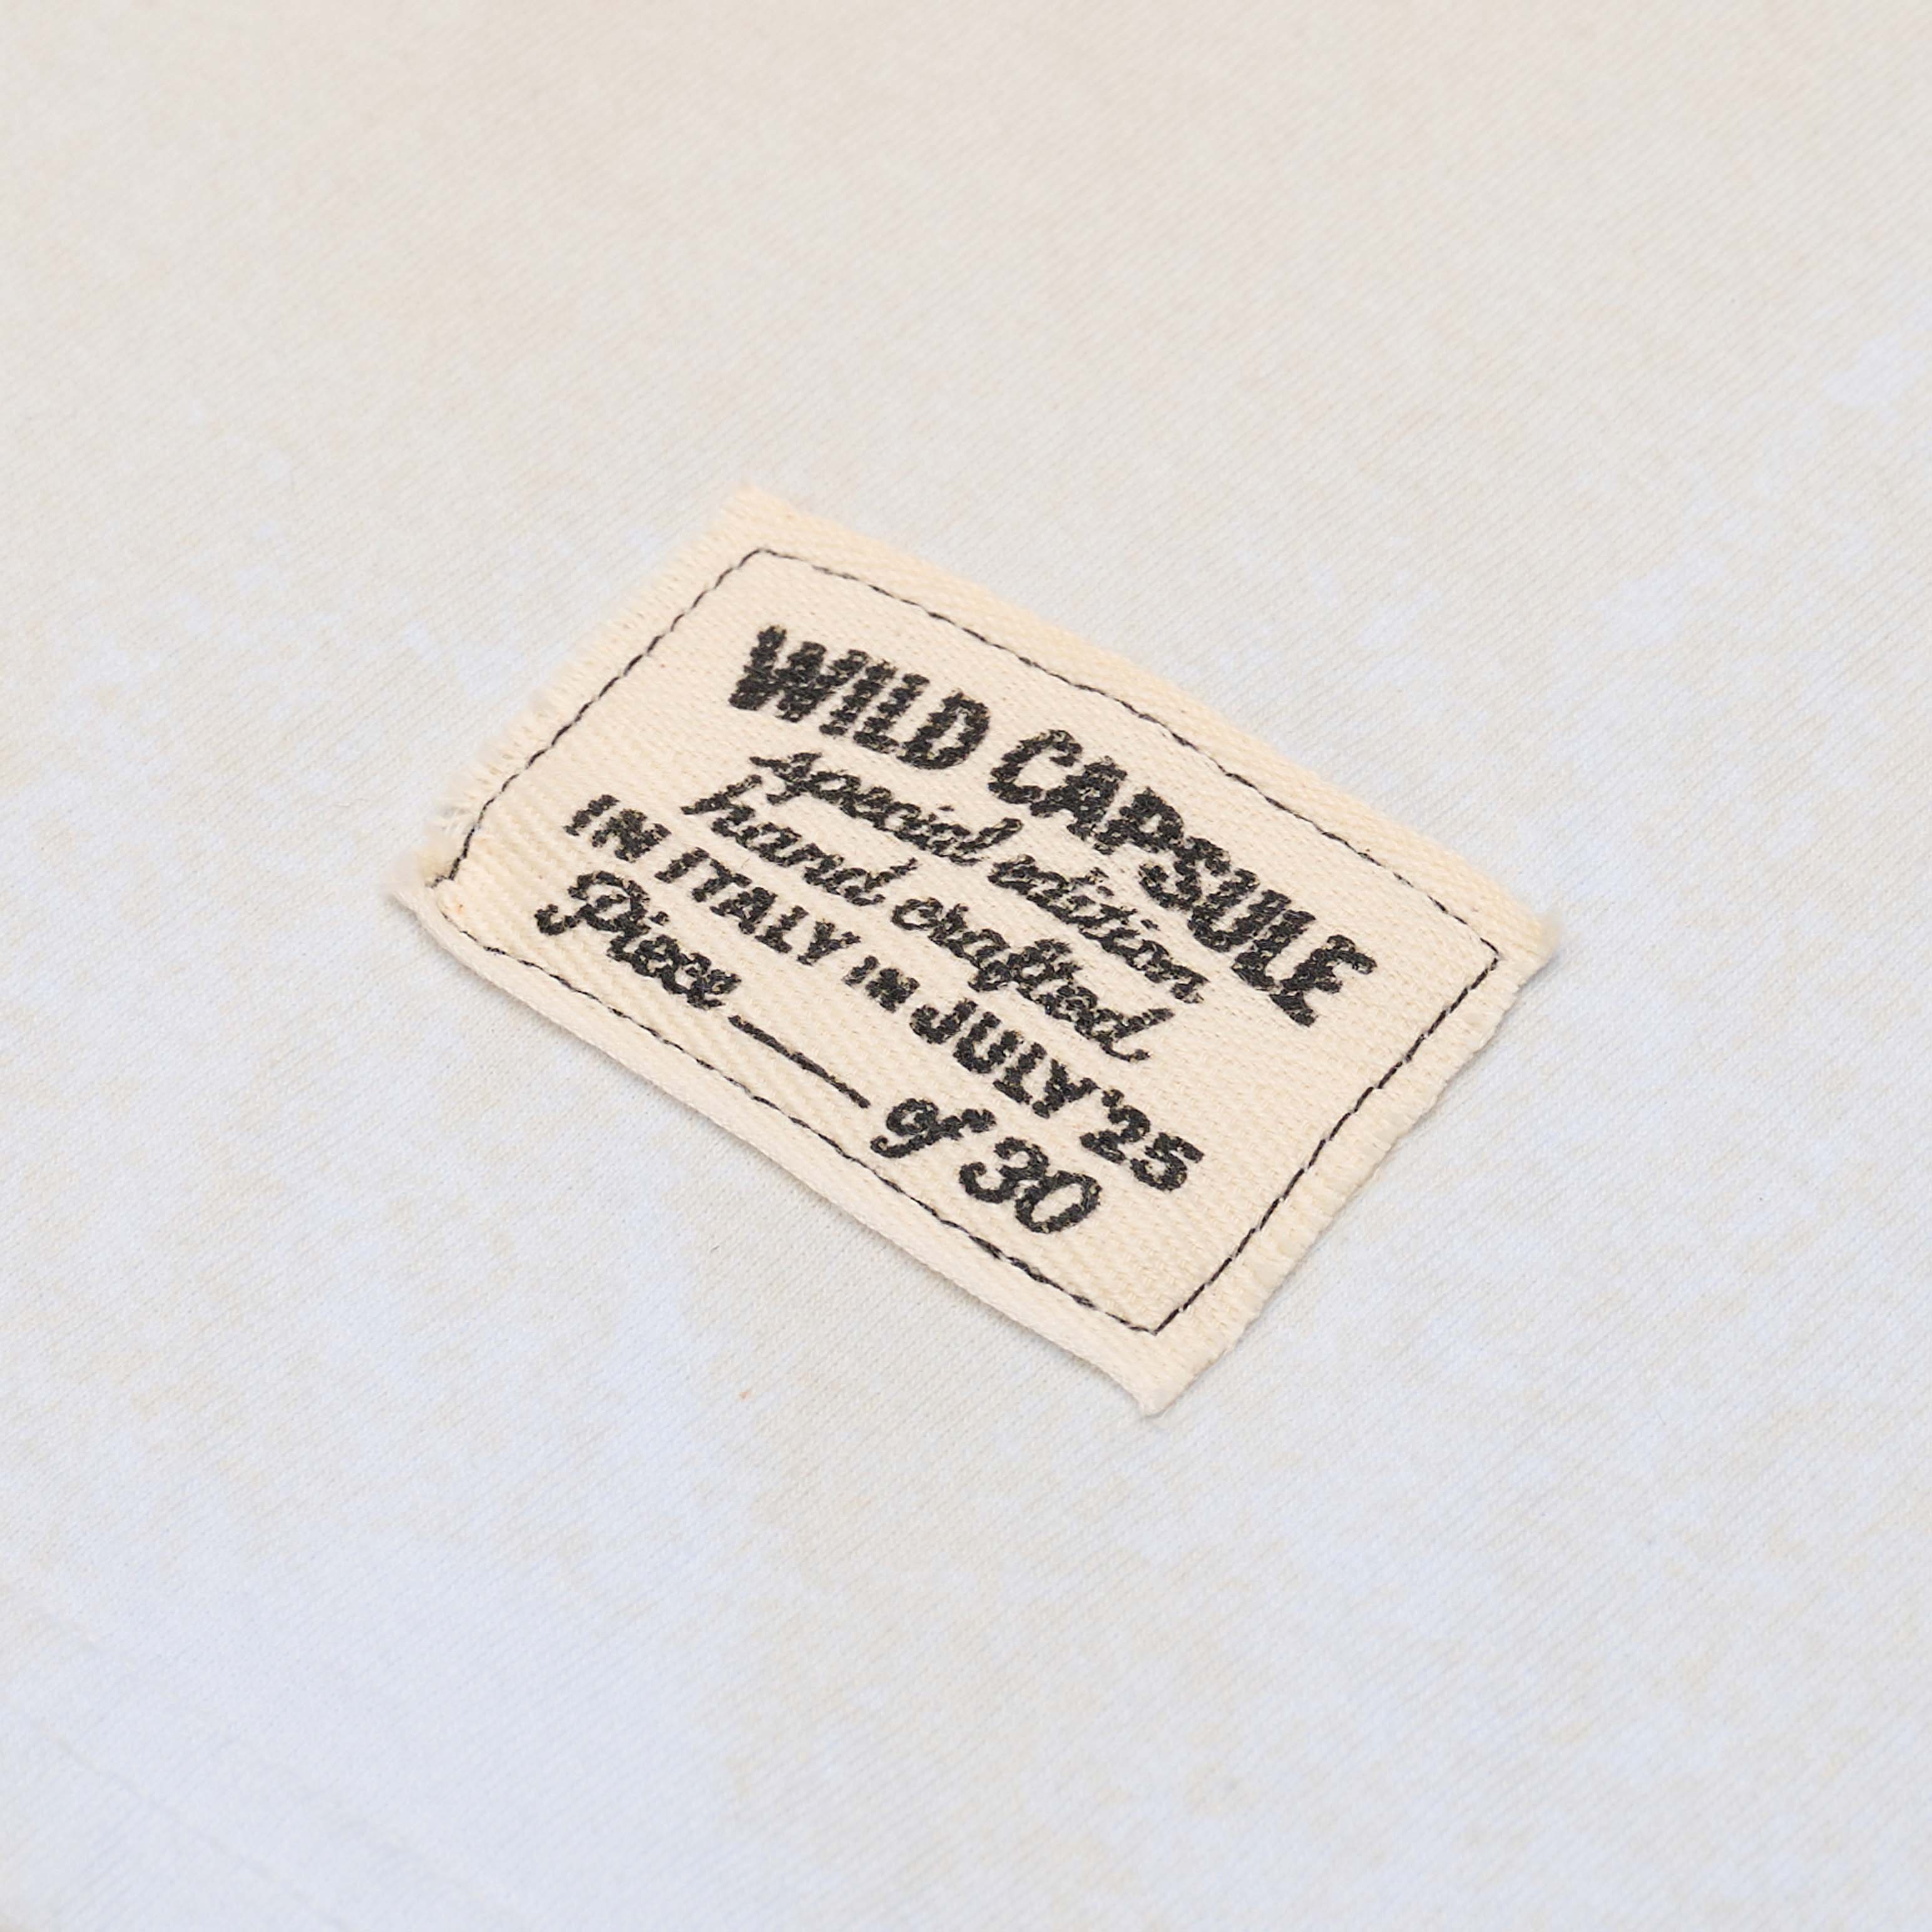 WILD CAPSULE
special edition
hand crafted
IN ITALY IN JULY '25
Piece — of 30